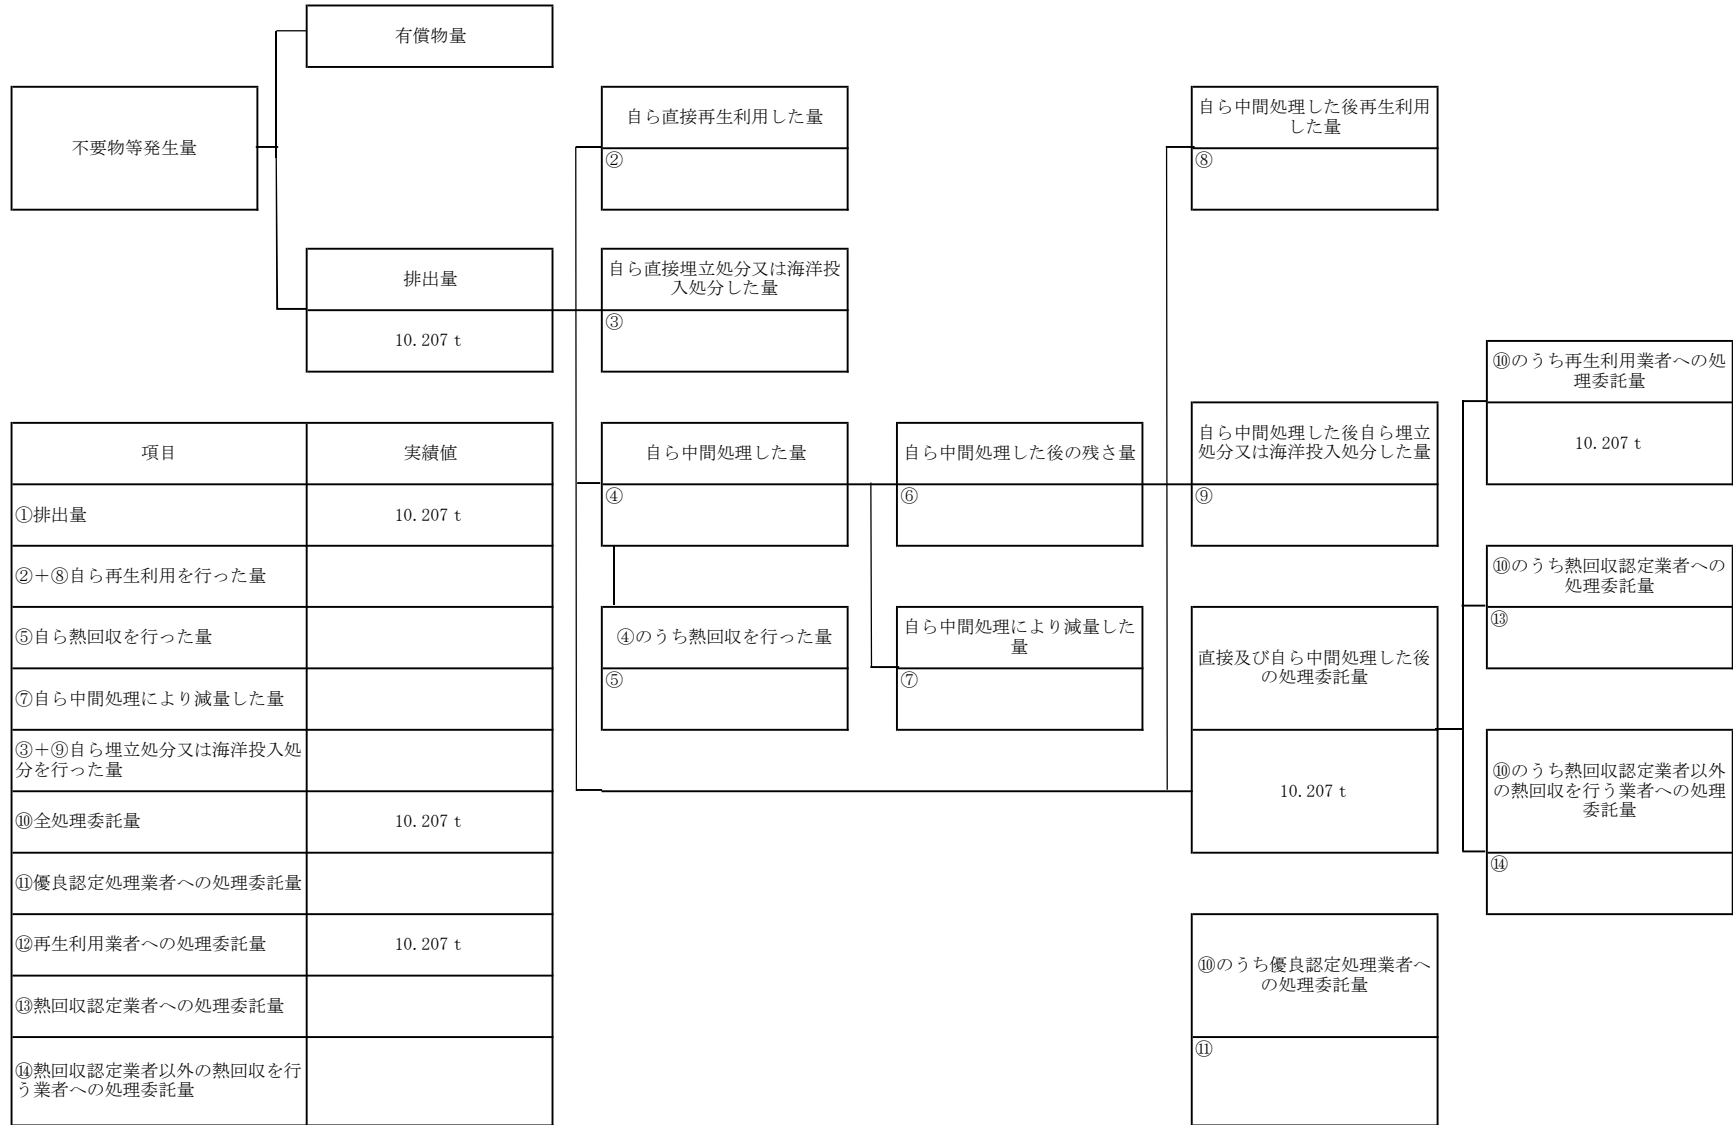 有償物量
不要物等発生量
自ら直接再生利用した量
②
自ら中間処理した後再生利用
した量
⑧
排出量
10.207 t
自ら直接埋立処分又は海洋投
入処分した量
③
⑩のうち再生利用業者への処
理委託量
10.207 t
項目
実績値
①排出量
10.207 t
②＋⑧自ら再生利用を行った量
⑤自ら熱回収を行った量
⑦自ら中間処理により減量した量
③＋⑨自ら埋立処分又は海洋投入処
分を行った量
⑩全処理委託量
10.207 t
⑪優良認定処理業者への処理委託量
⑫再生利用業者への処理委託量
10.207 t
⑬熱回収認定業者への処理委託量
⑭熱回収認定業者以外の熱回収を行
う業者への処理委託量
自ら中間処理した量
④
④のうち熱回収を行った量
⑤
自ら中間処理した後の残さ量
⑥
自ら中間処理により減量した
量
⑦
自ら中間処理した後自ら埋立
処分又は海洋投入処分した量
⑨
直接及び自ら中間処理した後
の処理委託量
10.207 t
⑩のうち優良認定処理業者へ
の処理委託量
⑪
⑩のうち熱回収認定業者への
処理委託量
⑬
⑩のうち熱回収認定業者以外
の熱回収を行う業者への処理
委託量
⑭